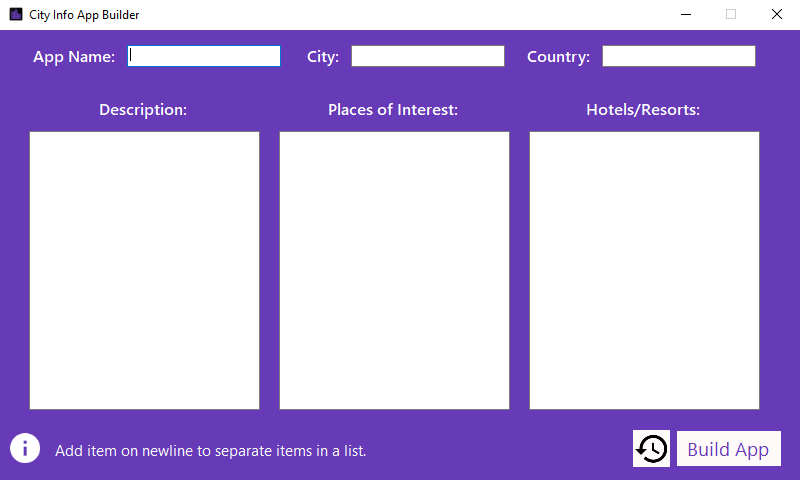 City Info App Builder
App Name:
City:
Country:
Description:
Places of Interest:
Hotels/Resorts:
Add item on newline to separate items in a list.
Build App